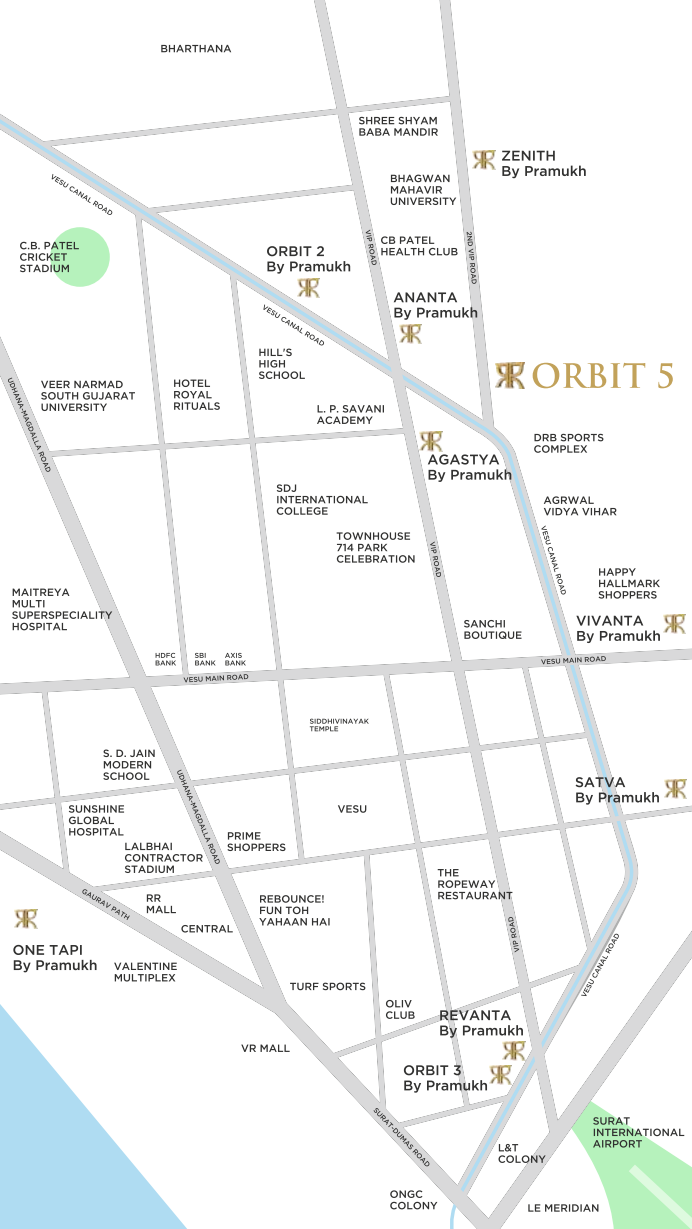 BHARTHANA
SHREE SHYAM
BABA MANDIR
ZENITH
By Pramukh
BHAGWAN
MAHAVIR
UNIVERSITY
VESU CANAL ROAD
C.B. PATEL
CRICKET
STADIUM
VIP ROAD
CB PATEL
HEALTH CLUB
2ND VIP ROAD
ORBIT 2
By Pramukh
ANANTA
By Pramukh
VESU CANAL ROAD
HILL'S
HIGH
SCHOOL
ORBIT 5
UDHANA-MAGDALLA ROAD
VEER NARMAD
SOUTH GUJARAT
UNIVERSITY
HOTEL
ROYAL
RITUALS
L. P. SAVANI
ACADEMY
DRB SPORTS
COMPLEX
AGASTYA
By Pramukh
SDJ
INTERNATIONAL
COLLEGE
AGRWAL
VIDYA VIHAR
TOWNHOUSE
714 PARK
CELEBRATION
VIP ROAD
VESU CANAL ROAD
HAPPY
HALLMARK
SHOPPERS
MAITREYA
MULTI
SUPERSPECIALITY
HOSPITAL
SANCHI
BOUTIQUE
VIVANTA
By Pramukh
HDFC
BANK
SBI
BANK
AXIS
BANK
VESU MAIN ROAD
VESU MAIN ROAD
SIDDHIVINAYAK
TEMPLE
S. D. JAIN
MODERN
SCHOOL
UDHANA-MAGDALLA ROAD
SATVA
By Pramukh
SUNSHINE
GLOBAL
HOSPITAL
VESU
PRIME
SHOPPERS
LALBHAI
CONTRACTOR
STADIUM
THE
ROPEWAY
RESTAURANT
GAURAV PATH
RR
MALL
REBOUNCE!
FUN TOH
YAHAAN HAI
CENTRAL
VIP ROAD
ONE TAPI
By Pramukh
VALENTINE
MULTIPLEX
VESU CANAL ROAD
TURF SPORTS
OLIV
CLUB
REVANTA
By Pramukh
VR MALL
ORBIT 3
By Pramukh
SURAT-DUMAS ROAD
SURAT
INTERNATIONAL
AIRPORT
L&T
COLONY
ONGC
COLONY
LE MERIDIAN